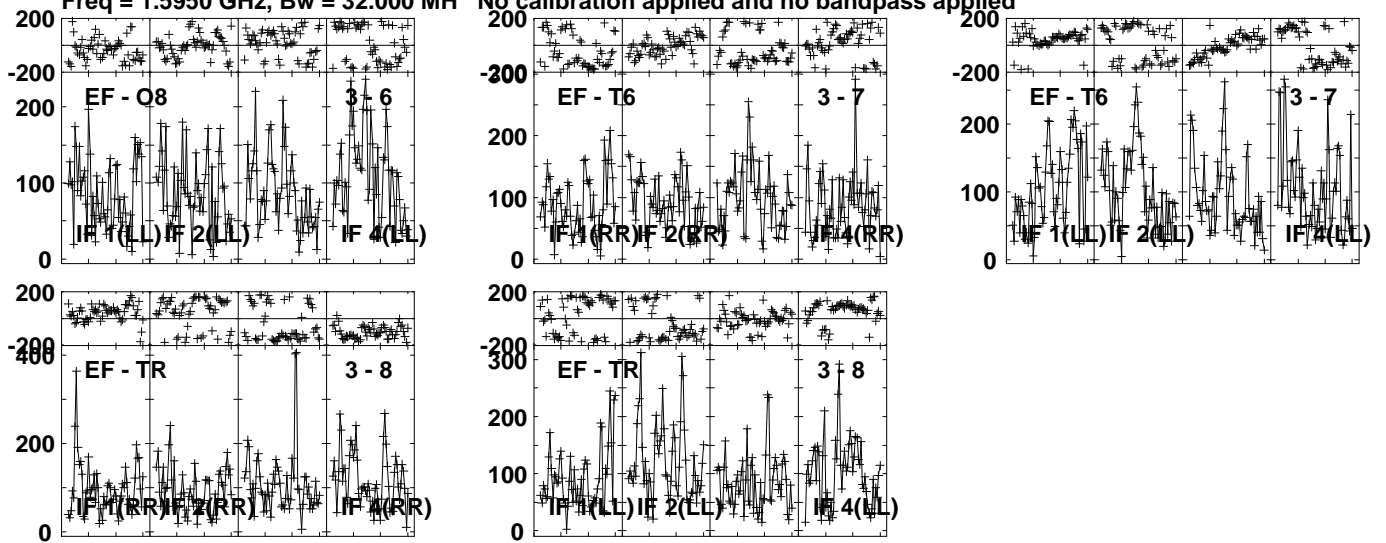 Freq = 1.5950 GHz, Bw = 32.000 MH No calibration applied and no bandpass applied
200 200 200
-200 -200 -200
EF - O8 3 - 6 EF - T6 3 - 7 EF - T6 3 - 7
200 200 200
100 100 100
IF 1(LL) IF 2(LL) IF 4(LL) IF 1(RR) IF 2(RR) IF 4(RR) IF 1(LL) IF 2(LL) IF 4(LL)
0 0 0
200 200
-200 -200
400 300
EF - TR 3 - 8 EF - TR 3 - 8
200 200
100
IF 1(RR) IF 2(RR) IF 4(RR) IF 1(LL) IF 2(LL) IF 4(LL)
0 0